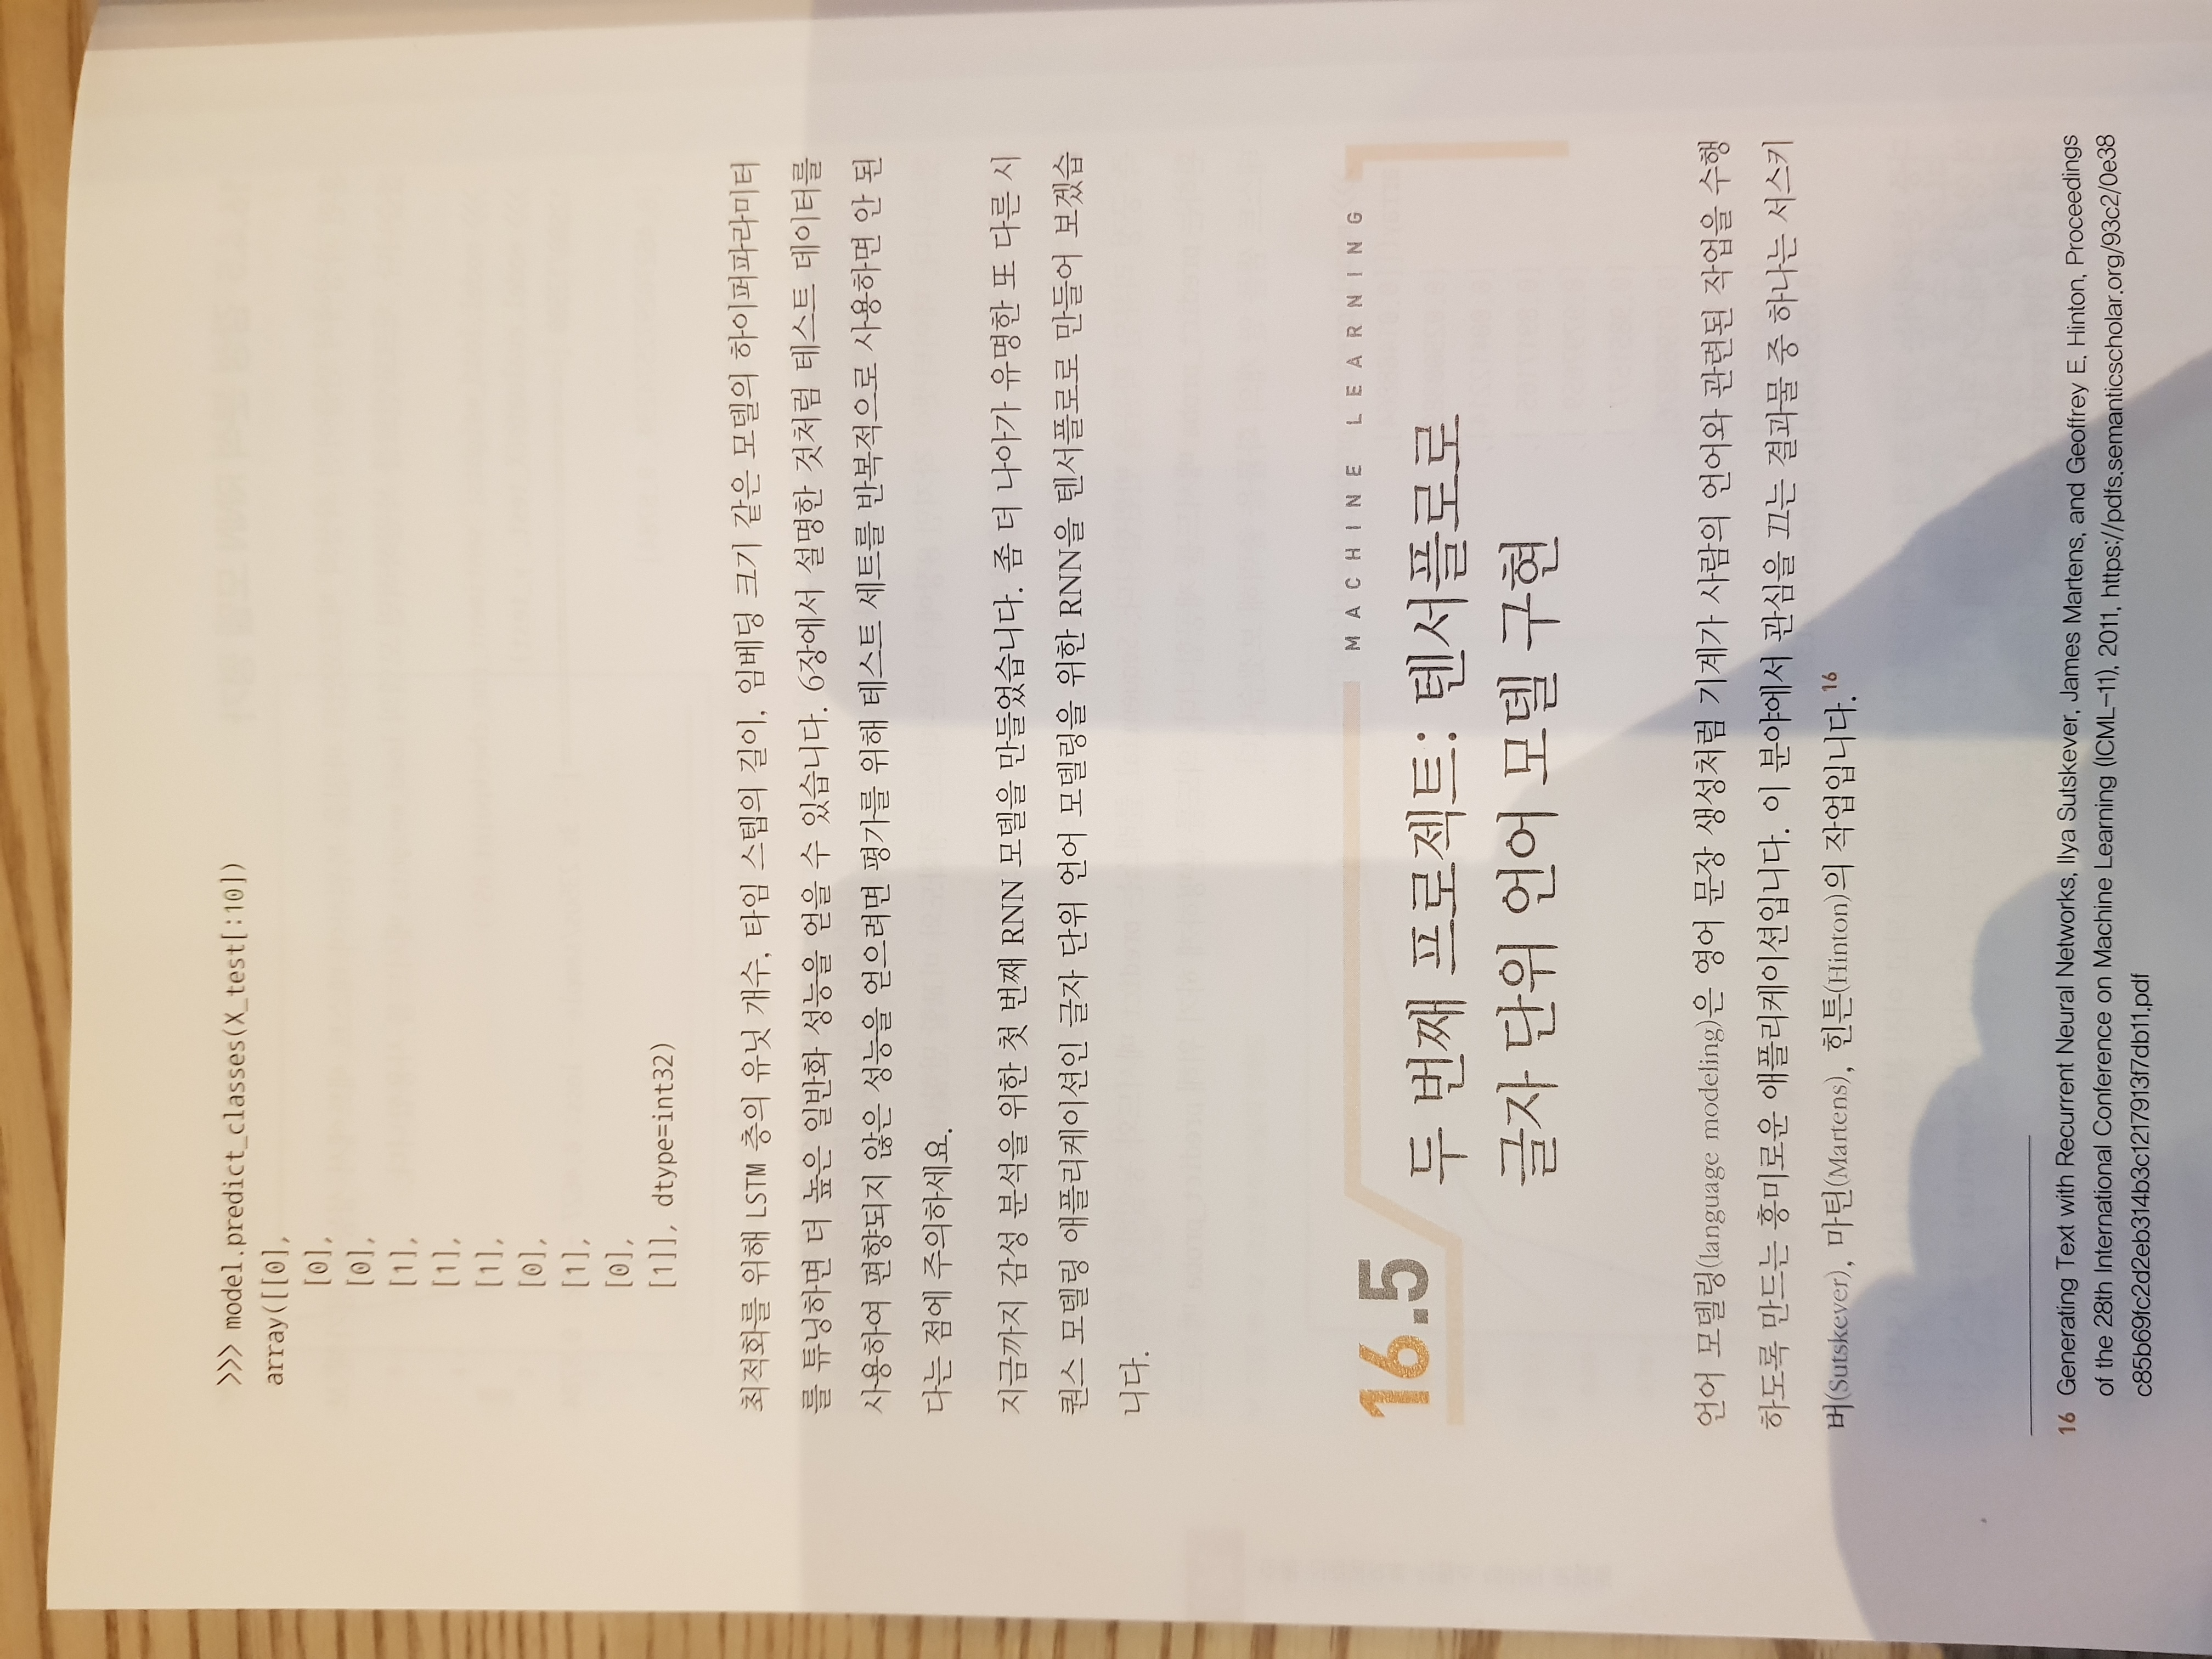 >>> model.predict_classes(X_test[:10])
array([[0],
[0],
[0],
[1],
[1],
[1],
[0],
[1],
[0],
[1]], dtype=int32)
최적화를 위해 LSTM 층의 유닛 개수, 타임 스텝의 길이, 임베딩 크기 같은 모델의 하이퍼파라미터
를 튜닝하면 더 높은 일반화 성능을 얻을 수 있습니다. 6장에서 설명한 것처럼 테스트 데이터를
사용하여 편향되지 않은 성능을 얻으려면 평가를 위해 테스트 세트를 반복적으로 사용하면 안 된
다는 점에 주의하세요.
지금까지 감성 분석을 위한 첫 번째 RNN 모델을 만들었습니다. 좀 더 나아가 유명한 또 다른 시
퀀스 모델링 애플리케이션인 글자 단위 언어 모델링을 위한 RNN을 텐서플로로 만들어 보겠습
니다.
MACHINE LEARNING
16.5
두 번째 프로젝트: 텐서플로로
글자 단위 언어 모델 구현
언어 모델링(language modeling)은 영어 문장 생성처럼 기계가 사람의 언어와 관련된 작업을 수행
하도록 만드는 흥미로운 애플리케이션입니다. 이 분야에서 관심을 끄는 결과물 중 하나는 서스키
버(Sutskever), 마틴(Martens), 힌튼(Hinton)의 작업입니다.16
16 Generating Text with Recurrent Neural Networks, Ilya Sutskever, James Martens, and Geoffrey E. Hinton, Proceedings
of the 28th International Conference on Machine Learning (ICML-11), 2011, https://pdfs.semanticscholar.org/93c2/0e38
c85b69fc2d2eb314b3c1217913f7db11.pdf